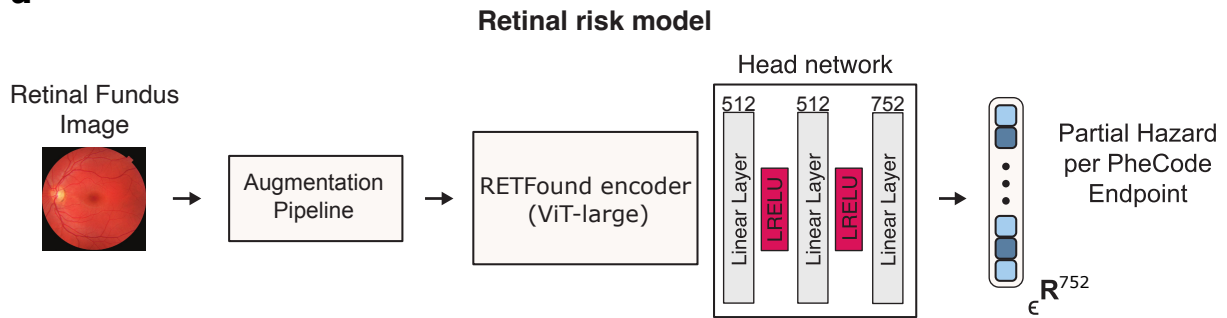 Retinal risk model
Retinal Fundus
Image
Augmentation
Pipeline
RETFound encoder
(ViT-large)
Head network
512
512
752
Linear Layer
LRELU
Linear Layer
LRELU
Linear Layer
Partial Hazard
per PheCode
Endpoint
ϵ R^752